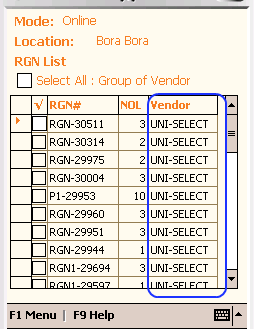 Mode: Online
Location: Bora Bora
RGN List
Select All : Group of Vendor
√ RGN# NOL Vendor
RGN-30511 3 UNI-SELECT
RGN-30314 2 UNI-SELECT
RGN-29975 2 UNI-SELECT
RGN-30004 3 UNI-SELECT
P1-29953 10 UNI-SELECT
RGN-29960 3 UNI-SELECT
RGN-29951 3 UNI-SELECT
RGN-29944 1 UNI-SELECT
RGN1-29694 3 UNI-SELECT
RGN1-29597 1 UNI-SELECT
F1 Menu | F9 Help